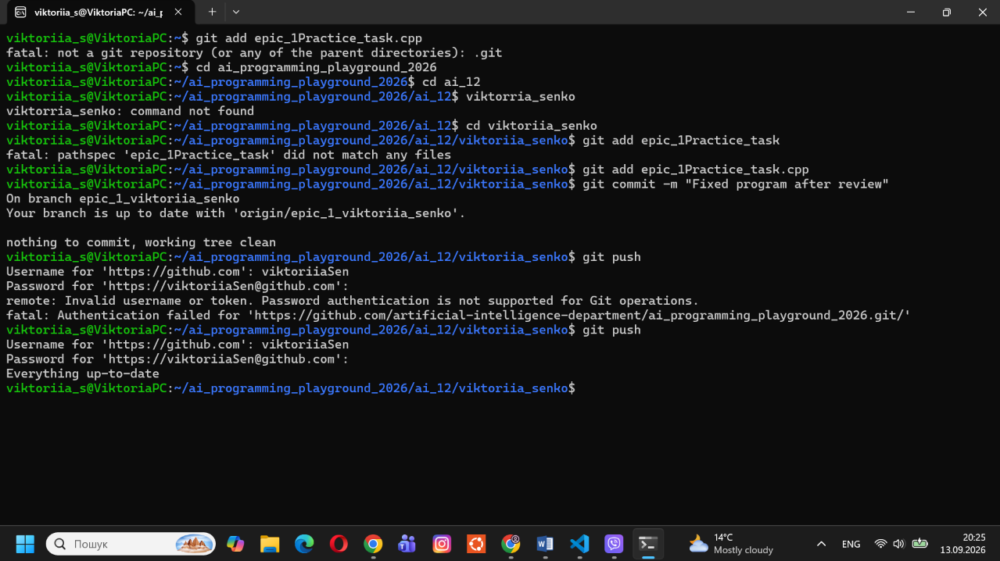 viktoriia_s@ViktoriaPC: ~/ai_p
viktoriia_s@ViktoriaPC:~$ git add epic_1Practice_task.cpp
fatal: not a git repository (or any of the parent directories): .git
viktoriia_s@ViktoriaPC:~$ cd ai_programming_playground_2026
viktoriia_s@ViktoriaPC:~/ai_programming_playground_2026$ cd ai_12
viktoriia_s@ViktoriaPC:~/ai_programming_playground_2026/ai_12$ viktorria_senko
viktorria_senko: command not found
viktoriia_s@ViktoriaPC:~/ai_programming_playground_2026/ai_12$ cd viktoriia_senko
viktoriia_s@ViktoriaPC:~/ai_programming_playground_2026/ai_12/viktoriia_senko$ git add epic_1Practice_task
fatal: pathspec 'epic_1Practice_task' did not match any files
viktoriia_s@ViktoriaPC:~/ai_programming_playground_2026/ai_12/viktoriia_senko$ git add epic_1Practice_task.cpp
viktoriia_s@ViktoriaPC:~/ai_programming_playground_2026/ai_12/viktoriia_senko$ git commit -m "Fixed program after review"
On branch epic_1_viktoriia_senko
Your branch is up to date with 'origin/epic_1_viktoriia_senko'.
nothing to commit, working tree clean
viktoriia_s@ViktoriaPC:~/ai_programming_playground_2026/ai_12/viktoriia_senko$ git push
Username for 'https://github.com': viktoriiaSen
Password for 'https://viktoriiaSen@github.com':
remote: Invalid username or token. Password authentication is not supported for Git operations.
fatal: Authentication failed for 'https://github.com/artificial-intelligence-department/ai_programming_playground_2026.git/'
viktoriia_s@ViktoriaPC:~/ai_programming_playground_2026/ai_12/viktoriia_senko$ git push
Username for 'https://github.com': viktoriiaSen
Password for 'https://viktoriiaSen@github.com':
Everything up-to-date
viktoriia_s@ViktoriaPC:~/ai_programming_playground_2026/ai_12/viktoriia_senko$
Пошук
14°C
Mostly cloudy
ENG
20:25
13.09.2026